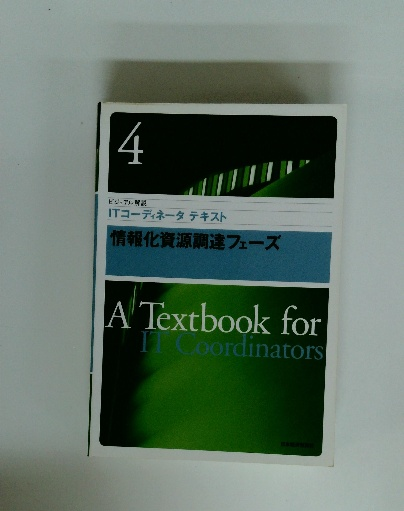 4
ビジュアル解説
ITコーディネータ テキスト
情報化資源調達フェーズ
A Textbook for
IT Coordinators